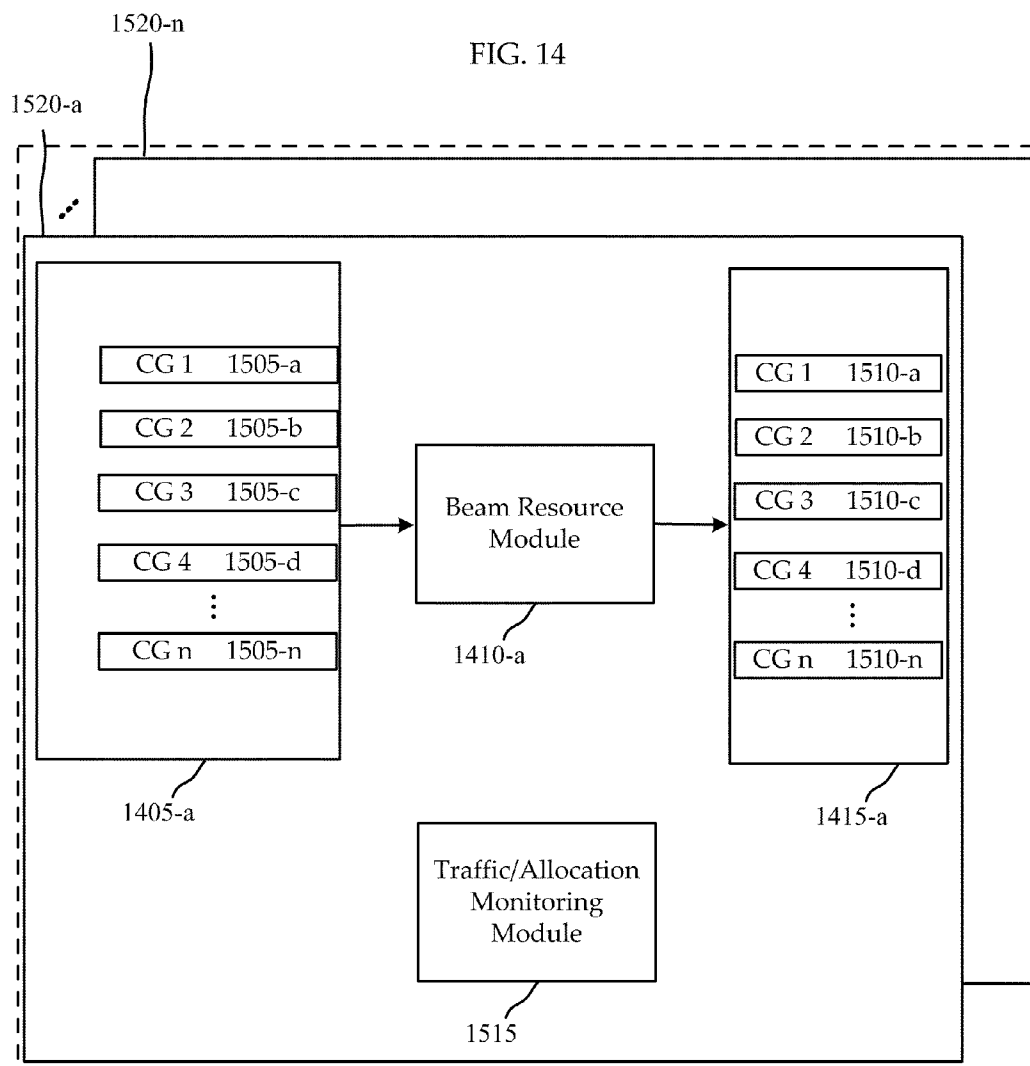 1520-n
FIG. 14
1520-a
CG 1 1505-a
CG 2 1505-b
CG 3 1505-c
CG 4 1505-d
CG n 1505-n
1405-a
Beam Resource
Module
1410-a
CG 1 1510-a
CG 2 1510-b
CG 3 1510-c
CG 4 1510-d
CG n 1510-n
1415-a
Traffic/Allocation
Monitoring
Module
1515